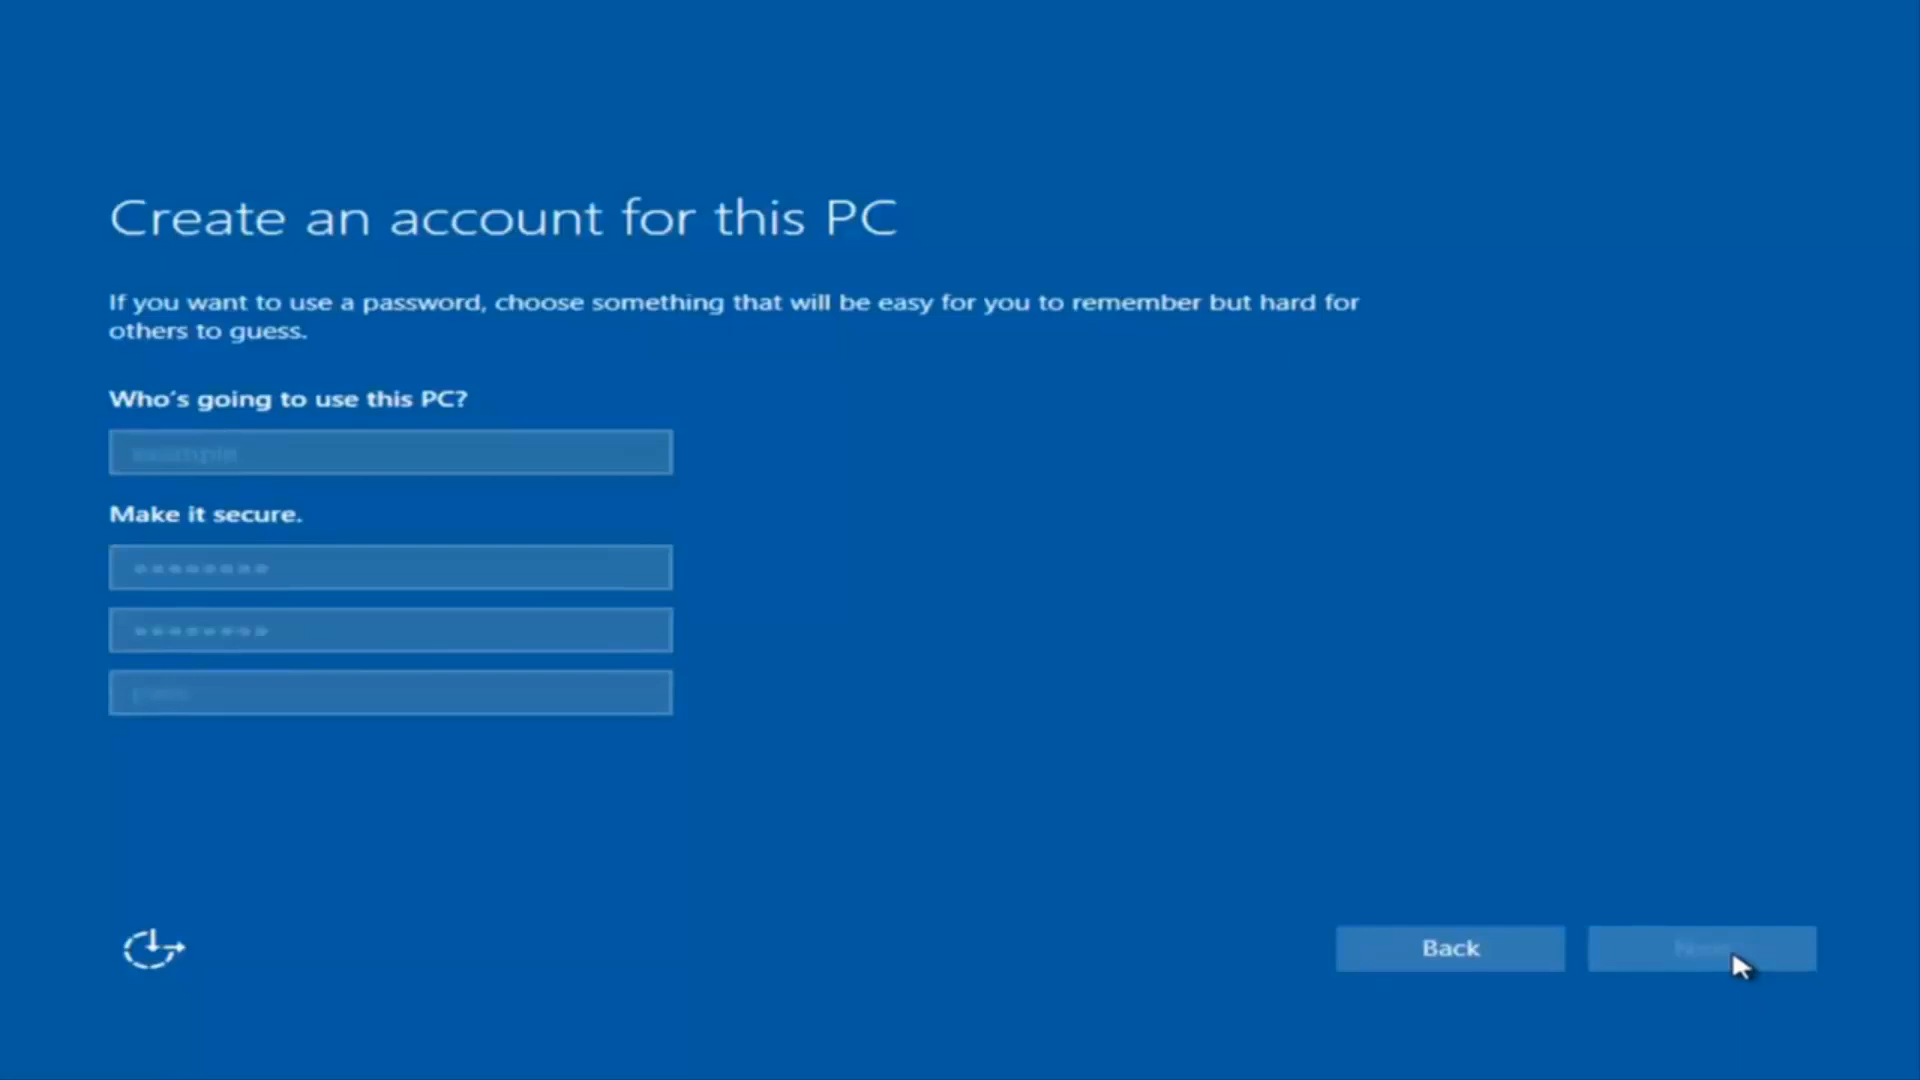 Create an account for this PC
If you want to use a password, choose something that will be easy for you to remember but hard for
others to guess.
Who's going to use this PC?
example
Make it secure.
●●●●●●●●
●●●●●●●●
Back